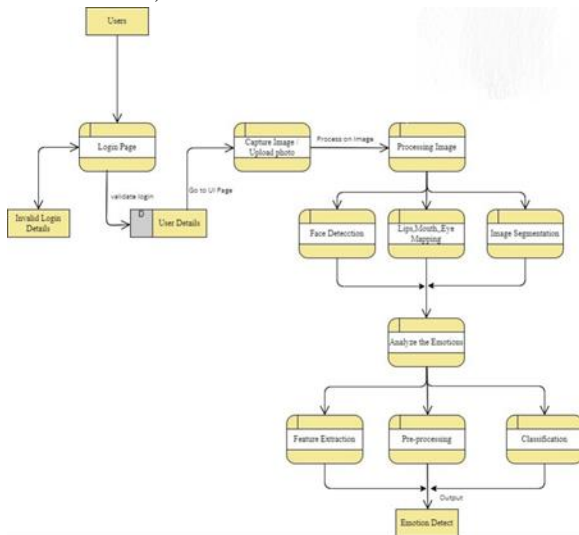 Users
Login Page
Capture Image /
Upload photo
Process on Image
Processing Image
validate login
Go to UI Page
Invalid Login
Details
D
User Details
Face Detecction
Lips,Mouth,,Eye
Mapping
Image Segmentation
Analyze the Emotions
Feature Extraction
Pre-processing
Classification
Output
Emotion Detect